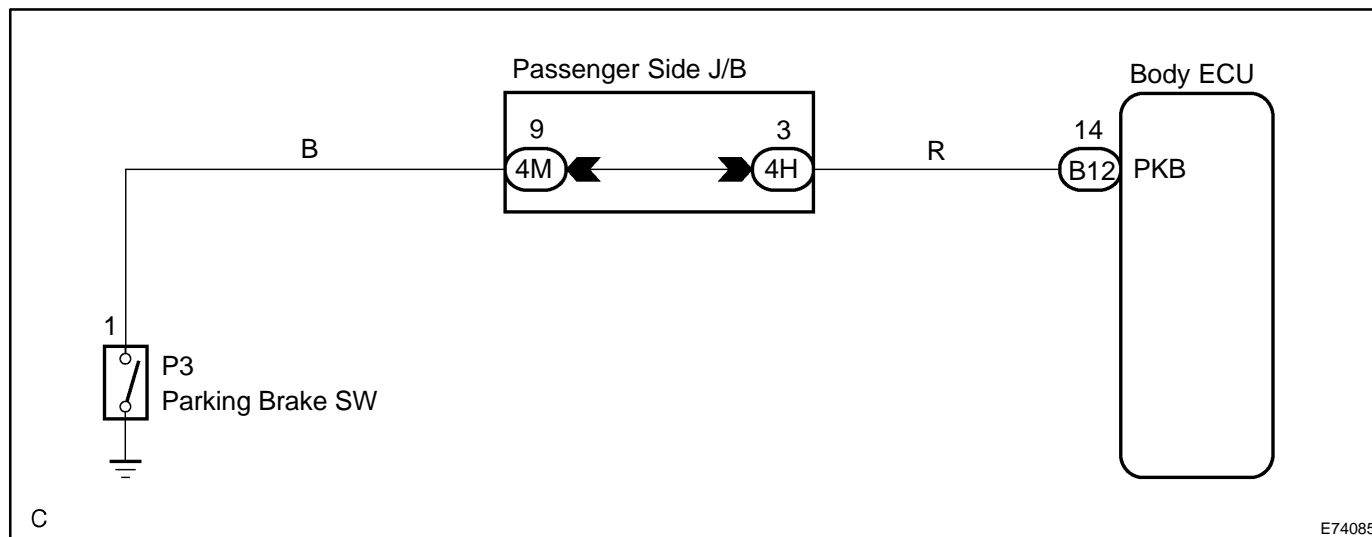 Passenger Side J/B
Body ECU
9
3
14
B
R
4M
4H
B12
PKB
1
P3
Parking Brake SW
C
E74085